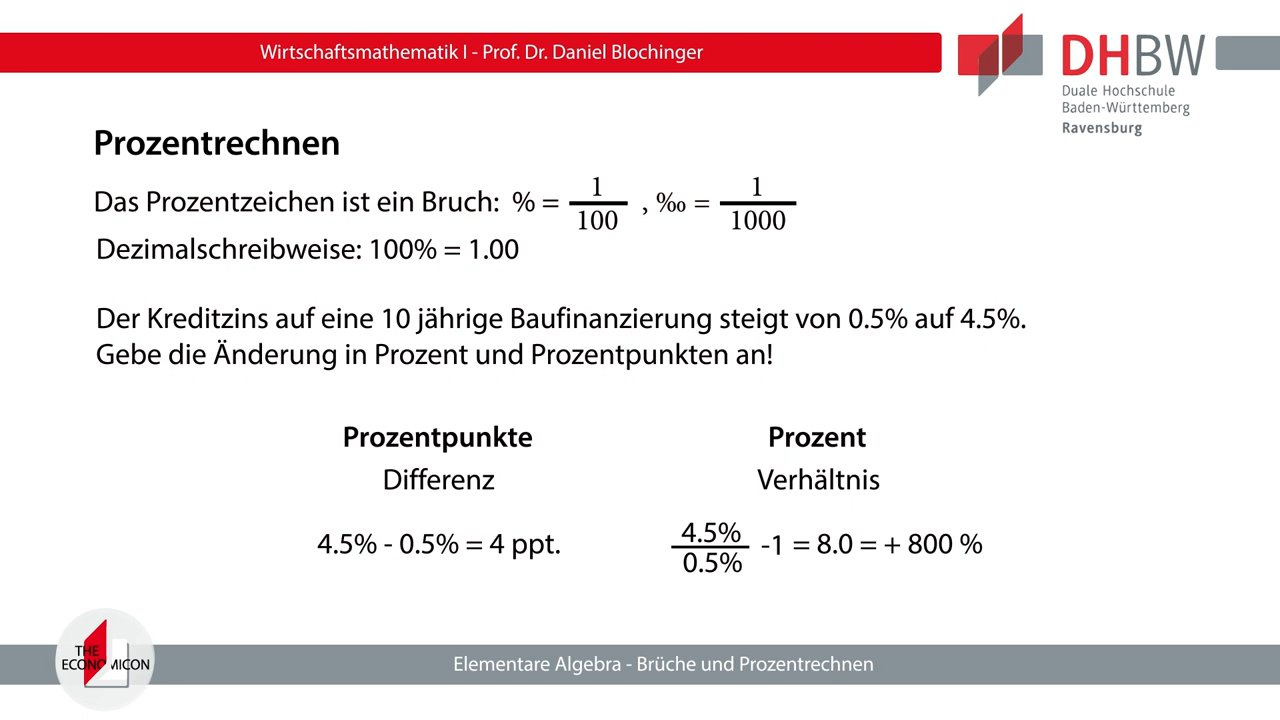 Wirtschaftsmathematik I - Prof. Dr. Daniel Blochinger
DHBW
Duale Hochschule
Baden-Württemberg
Ravensburg
Prozentrechnen
Das Prozentzeichen ist ein Bruch: % = 1/100 , ‰ = 1/1000
Dezimalschreibweise: 100% = 1.00
Der Kreditzins auf eine 10 jährige Baufinanzierung steigt von 0.5% auf 4.5%.
Gebe die Änderung in Prozent und Prozentpunkten an!
Prozentpunkte
Differenz
4.5% - 0.5% = 4 ppt.
Prozent
Verhältnis
4.5%/0.5% -1 = 8.0 = + 800 %
THE
ECONOMICON
Elementare Algebra - Brüche und Prozentrechnen